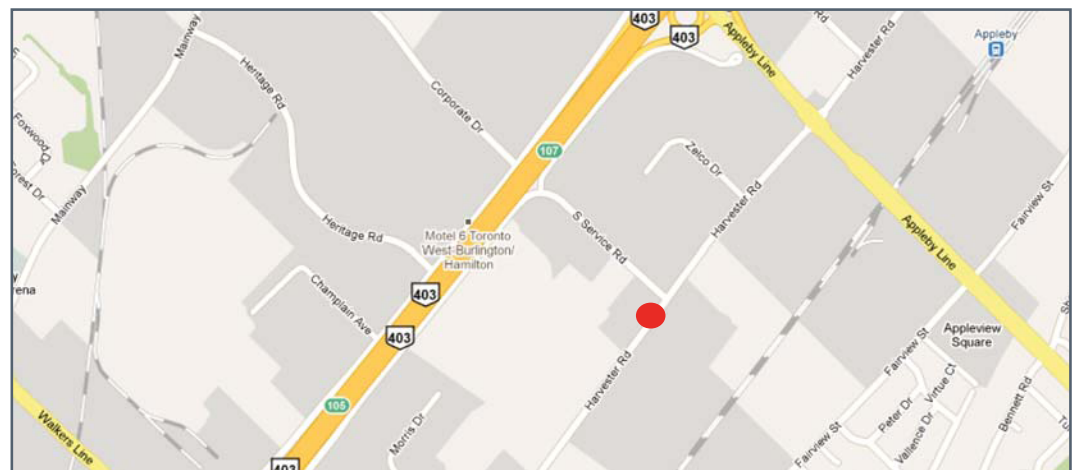 403
403
Appleby Line
Rd
Harvester Rd
Appleby
Mainway
Heritage Rd
Corporate Dr
Foxwood
Forest Dr
Mainway
107
Zelco Dr
Harvester Rd
Fairview St
Heritage Rd
Motel 6 Toronto
West-Burlington/
Hamilton
S Service Rd
Appleby Line
Champlain Ave
403
403
Appleview
Square
Harvester Rd
Fairview St
Virtue Ct
Peter Dr
Vallence Dr
Bennett Rd
105
Morris Dr
Walkers Line
Fairview St
403